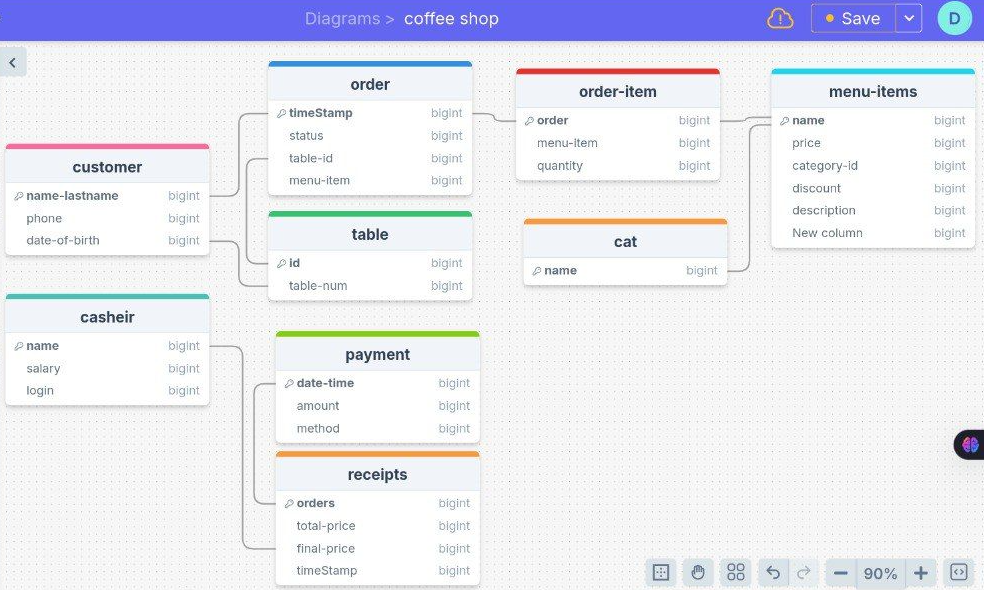 Diagrams > coffee shop
Save
D
customer
name-lastname bigint
phone bigint
date-of-birth bigint
casheir
name bigint
salary bigint
login bigint
order
timeStamp bigint
status bigint
table-id bigint
menu-item bigint
table
id bigint
table-num bigint
payment
date-time bigint
amount bigint
method bigint
receipts
orders bigint
total-price bigint
final-price bigint
timeStamp bigint
order-item
order bigint
menu-item bigint
quantity bigint
cat
name bigint
menu-items
name bigint
price bigint
category-id bigint
discount bigint
description bigint
New column bigint
90%